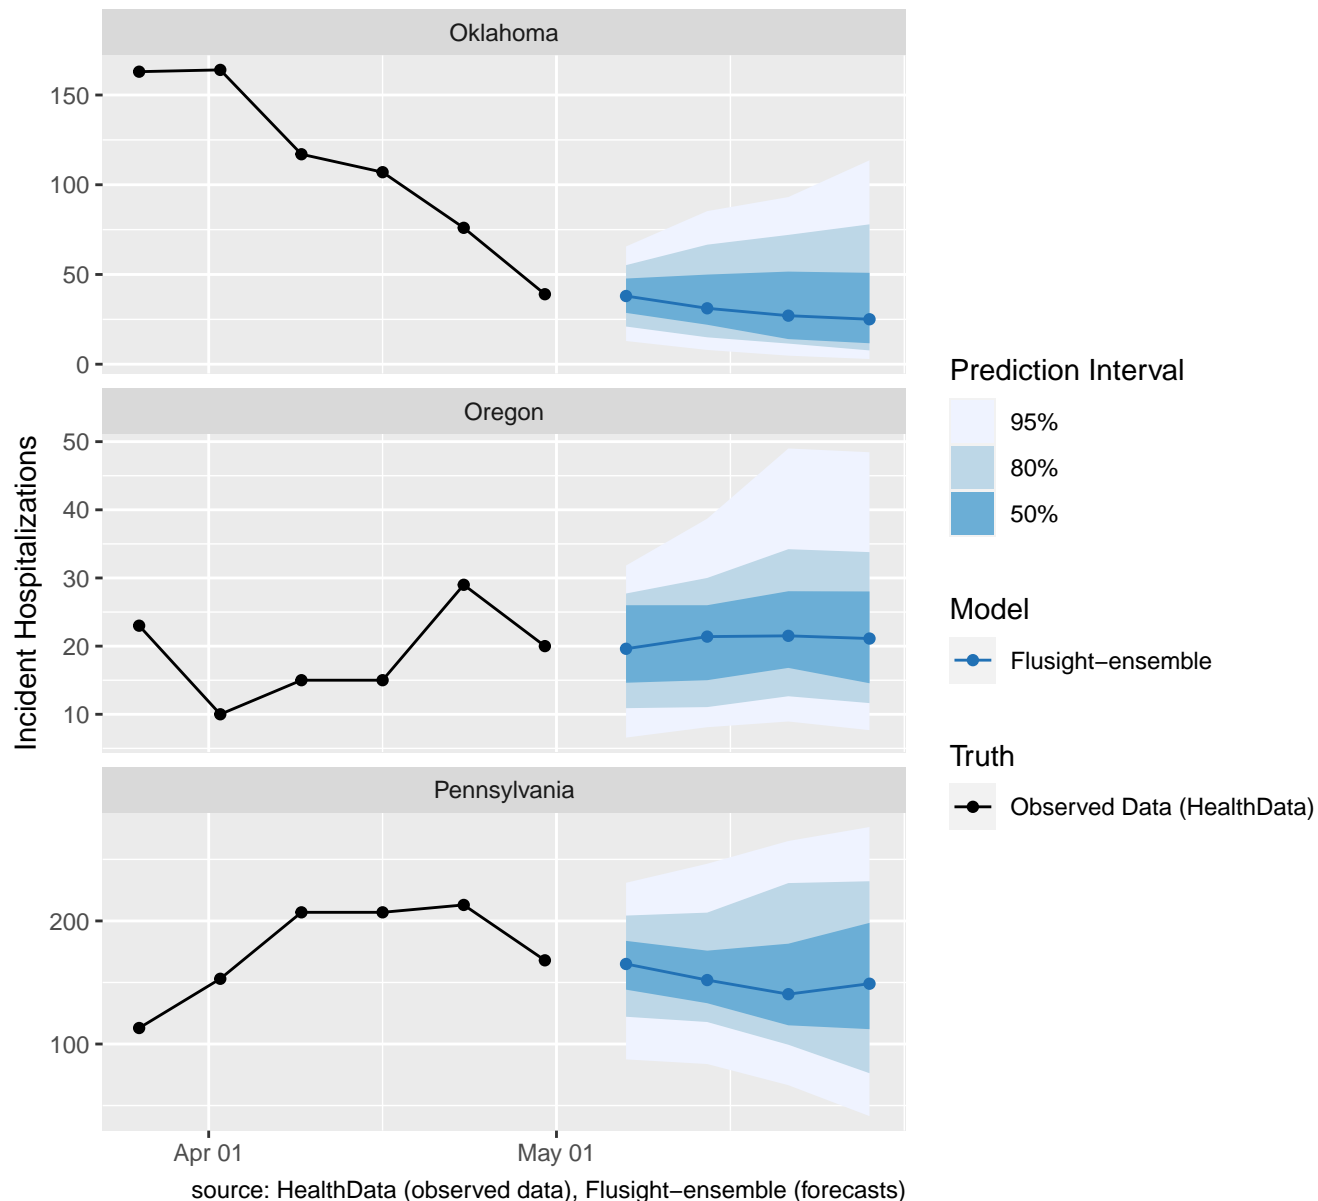 Oklahoma
150
100
50
0
Oregon
50
40
30
20
10
Pennsylvania
200
100
Apr 01
May 01
Incident Hospitalizations
source: HealthData (observed data), Flusight−ensemble (forecasts)
Prediction Interval
95%
80%
50%
Model
Flusight−ensemble
Truth
Observed Data (HealthData)